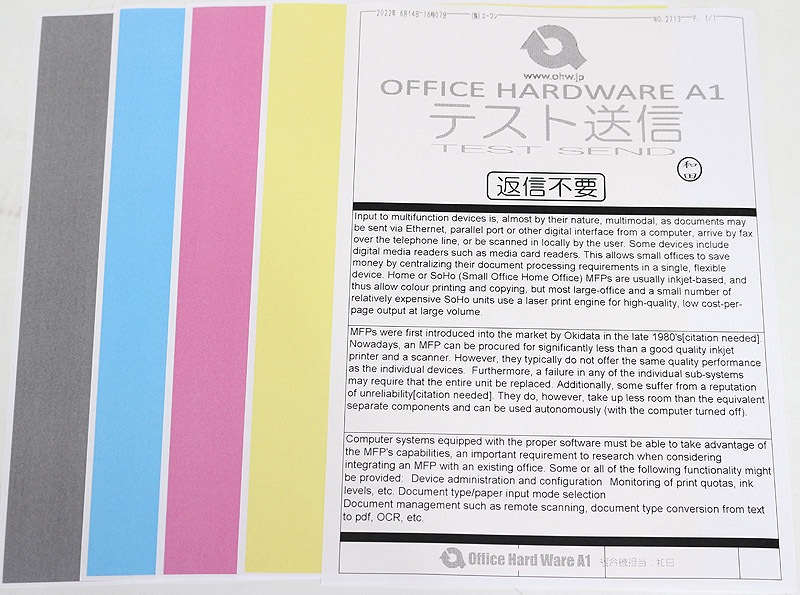 2022年 6月14日 16時07分 (株)エーワン NO. 2713 P. 1/1
www.ohw.jp
OFFICE HARDWARE A1
テスト送信
TEST SEND
和田
返信不要
Input to multifunction devices is, almost by their nature, multimodal, as documents may
be sent via Ethernet, parallel port or other digital interface from a computer, arrive by fax
over the telephone line, or be scanned in locally by the user. Some devices include
digital media readers such as media card readers. This allows small offices to save
money by centralizing their document processing requirements in a single, flexible
device. Home or SoHo (Small Office Home Office) MFPs are usually inkjet-based, and
thus allow colour printing and copying, but most large-office and a small number of
relatively expensive SoHo units use a laser print engine for high-quality, low cost-per-
page output at large volume.
MFPs were first introduced into the market by Okidata in the late 1980's[citation needed].
Nowadays, an MFP can be procured for significantly less than a good quality inkjet
printer and a scanner. However, they typically do not offer the same quality performance
as the individual devices. Furthermore, a failure in any of the individual sub-systems
may require that the entire unit be replaced. Additionally, some suffer from a reputation
of unreliability[citation needed]. They do, however, take up less room than the equivalent
separate components and can be used autonomously (with the computer turned off).
Computer systems equipped with the proper software must be able to take advantage of
the MFP's capabilities, an important requirement to research when considering
integrating an MFP with an existing office. Some or all of the following functionality might
be provided: Device administration and configuration Monitoring of print quotas, ink
levels, etc. Document type/paper input mode selection
Document management such as remote scanning, document type conversion from text
to pdf, OCR, etc.
Office Hard Ware A1 複合機担当：和田